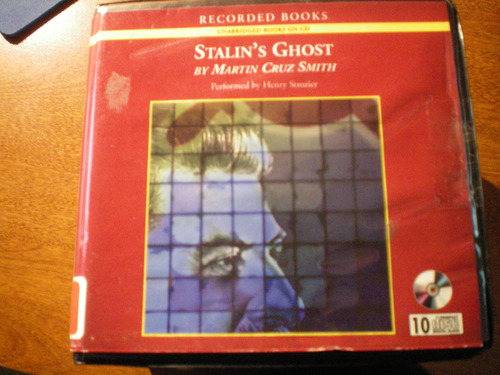 RECORDED BOOKS
UNABRIDGED BOOKS ON CD
STALIN'S GHOST
BY MARTIN CRUZ SMITH
Performed by Henry Strozier
10